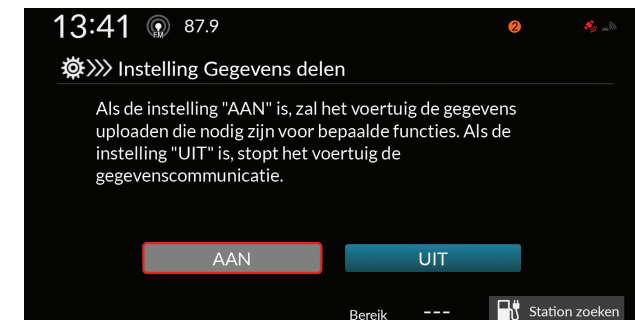 13:41 FM 87.9 2
Instelling Gegevens delen
Als de instelling "AAN" is, zal het voertuig de gegevens
uploaden die nodig zijn voor bepaalde functies. Als de
instelling "UIT" is, stopt het voertuig de
gegevenscommunicatie.
AAN UIT
Bereik --- Station zoeken